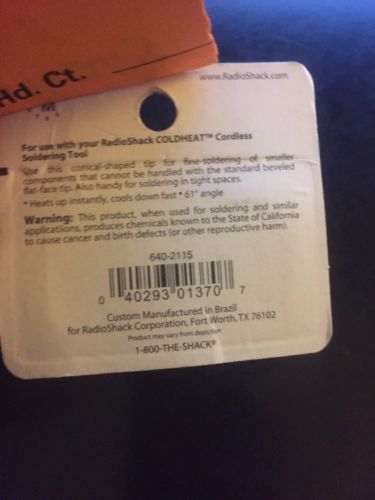 Hd. Ct.
www.RadioShack.com
For use with your RadioShack COLDHEAT™ Cordless
Soldering Tool
Use this conical-shaped tip for fine-soldering of smaller
components that cannot be handled with the standard beveled
flat-face tip. Also handy for soldering in tight spaces.
* Heats up instantly, cools down fast * 61° angle
Warning: This product, when used for soldering and similar
applications, produces chemicals known to the State of California
to cause cancer and birth defects (or other reproductive harm).
640-2115
0 40293 01370 7
Custom Manufactured in Brazil
for RadioShack Corporation, Fort Worth, TX 76102
Product may vary from depiction
1-800-THE-SHACK®